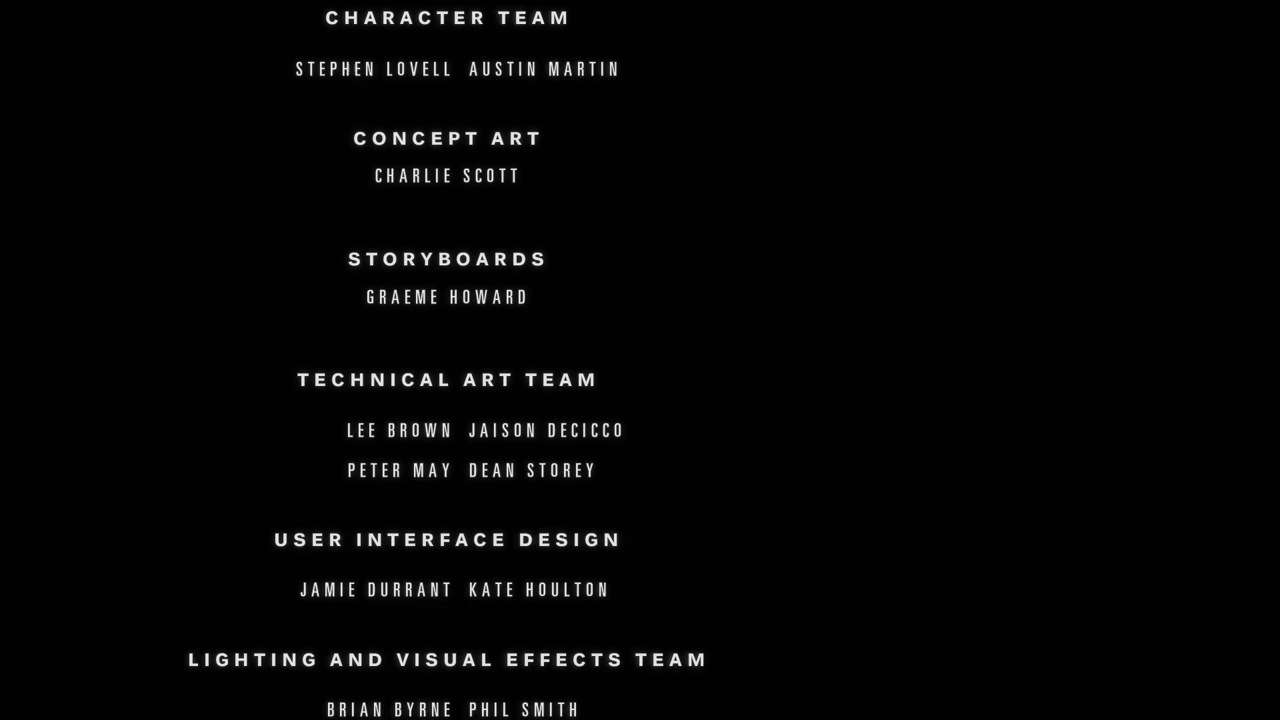 CHARACTER TEAM
STEPHEN LOVELL AUSTIN MARTIN
CONCEPT ART
CHARLIE SCOTT
STORYBOARDS
GRAEME HOWARD
TECHNICAL ART TEAM
LEE BROWN JAISON DECICCO
PETER MAY DEAN STOREY
USER INTERFACE DESIGN
JAMIE DURRANT KATE HOULTON
LIGHTING AND VISUAL EFFECTS TEAM
BRIAN BYRNE PHIL SMITH